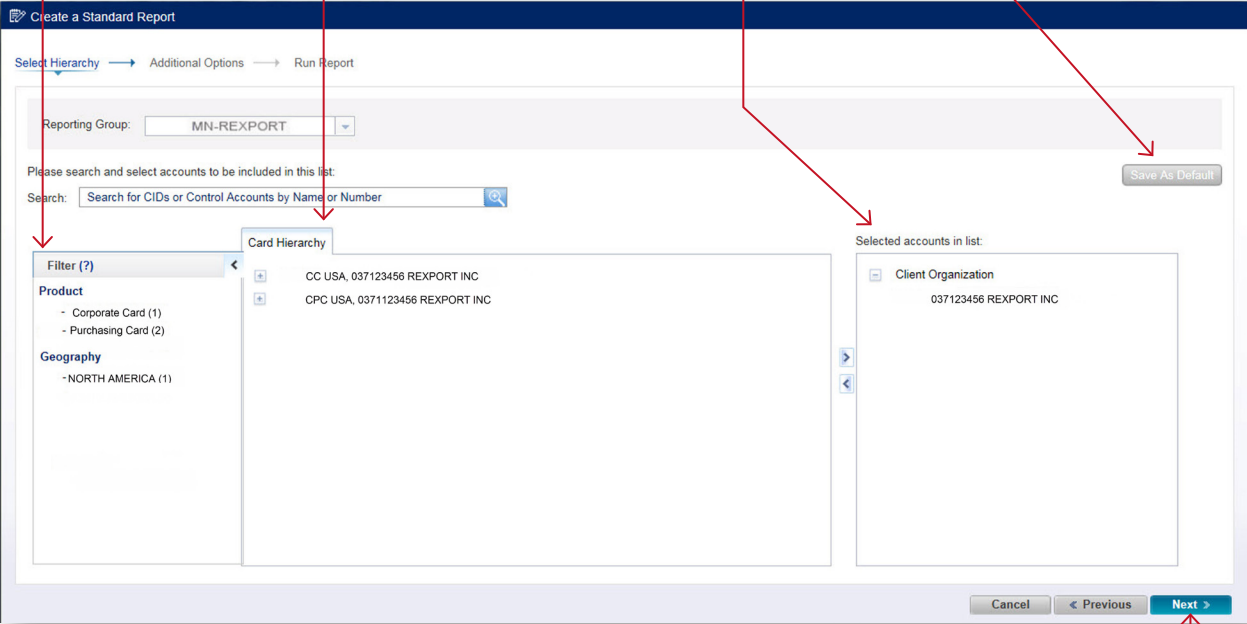 Create a Standard Report
Select Hierarchy Additional Options Run Report
Reporting Group: MN-REXPORT
Please search and select accounts to be included in this list:
Save As Default
Search: Search for CIDs or Control Accounts by Name or Number
Card Hierarchy
Selected accounts in list:
Filter (?)
Product
- Corporate Card (1)
- Purchasing Card (2)
Geography
-NORTH AMERICA (1)
CC USA, 037123456 REXPORT INC
CPC USA, 0371123456 REXPORT INC
Client Organization
037123456 REXPORT INC
Cancel « Previous Next »